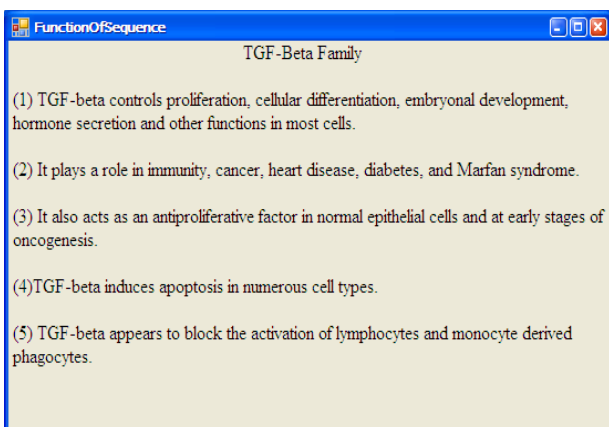 FunctionOfSequence
TGF-Beta Family
(1) TGF-beta controls proliferation, cellular differentiation, embryonal development,
hormone secretion and other functions in most cells.
(2) It plays a role in immunity, cancer, heart disease, diabetes, and Marfan syndrome.
(3) It also acts as an antiproliferative factor in normal epithelial cells and at early stages of
oncogenesis.
(4)TGF-beta induces apoptosis in numerous cell types.
(5) TGF-beta appears to block the activation of lymphocytes and monocyte derived
phagocytes.